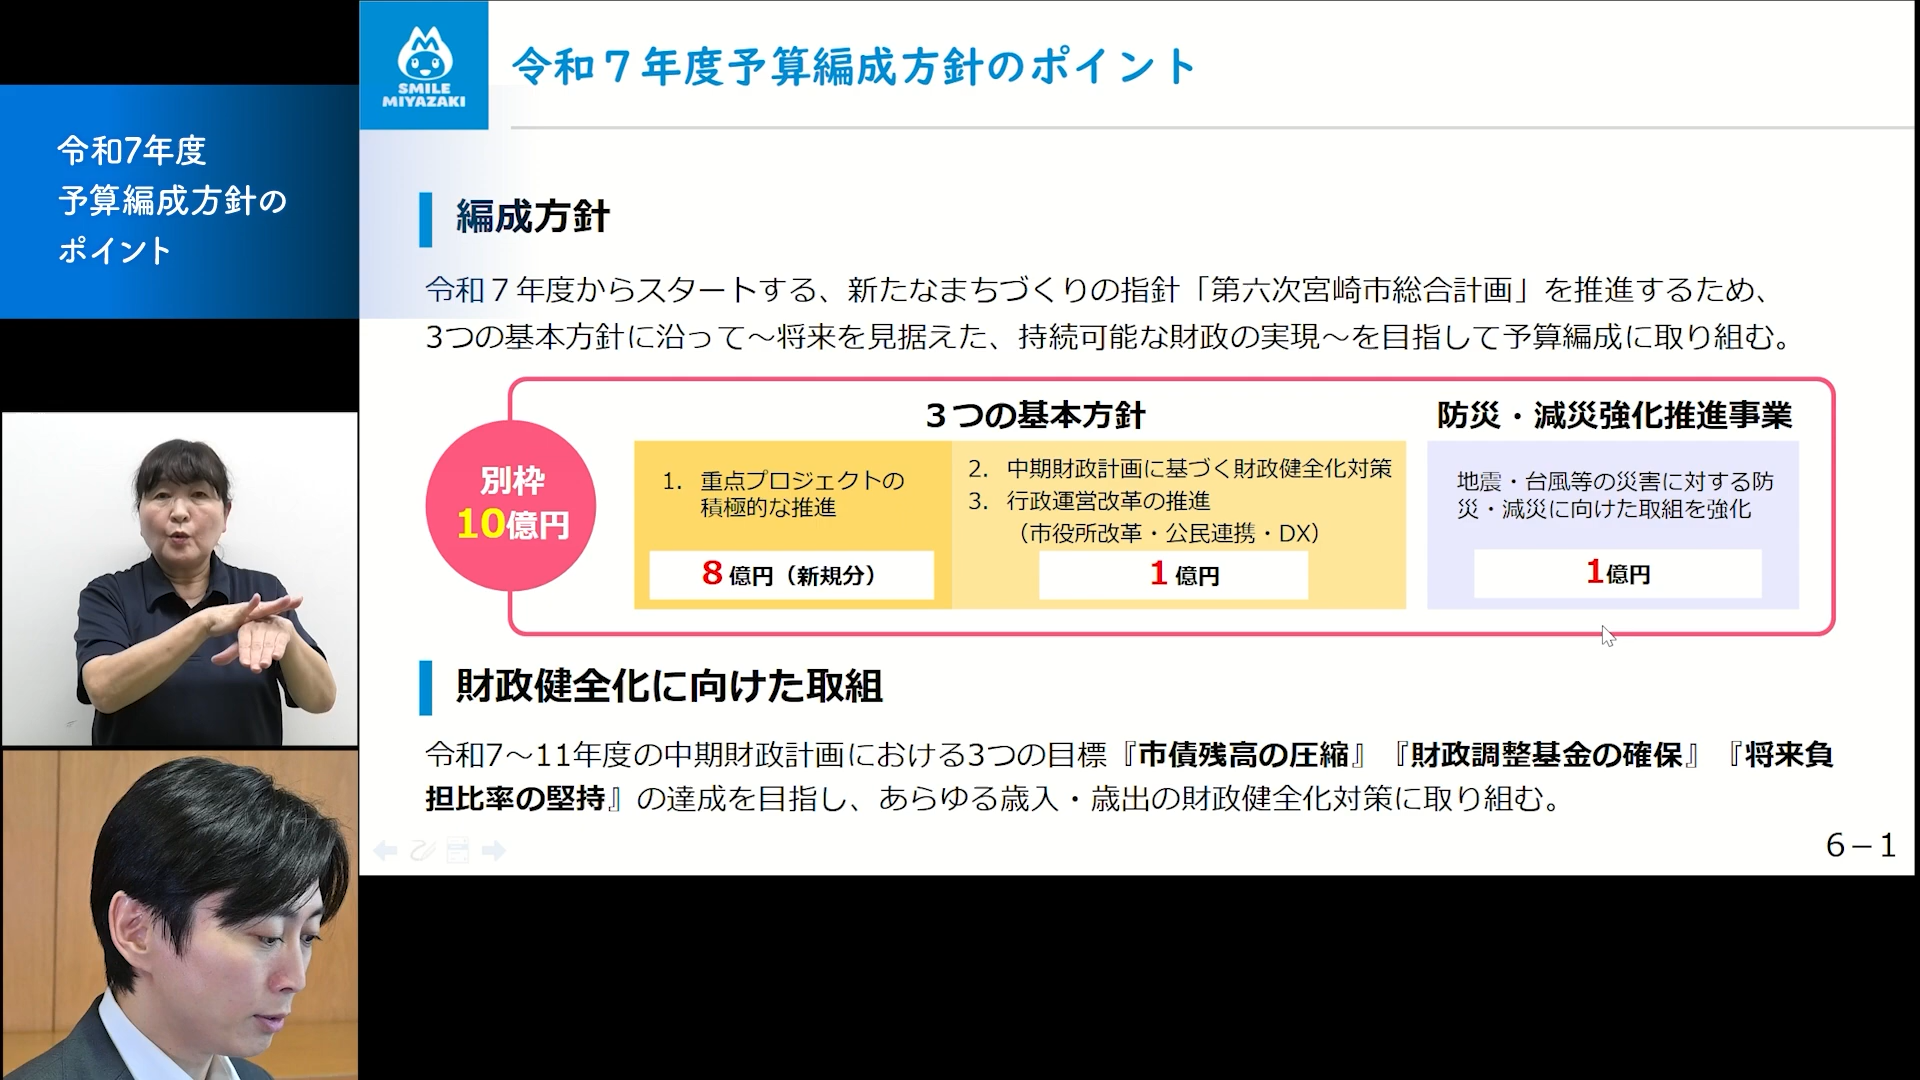 令和7年度
予算編成方針の
ポイント
SMILE
MIYAZAKI
令和７年度予算編成方針のポイント
編成方針
令和７年度からスタートする、新たなまちづくりの指針「第六次宮崎市総合計画」を推進するため、
3つの基本方針に沿って～将来を見据えた、持続可能な財政の実現～を目指して予算編成に取り組む。
別枠
10億円
３つの基本方針
1. 重点プロジェクトの
積極的な推進
8 億円（新規分）
2. 中期財政計画に基づく財政健全化対策
3. 行政運営改革の推進
（市役所改革・公民連携・DX）
1 億円
防災・減災強化推進事業
地震・台風等の災害に対する防
災・減災に向けた取組を強化
1億円
財政健全化に向けた取組
令和7～11年度の中期財政計画における3つの目標『市債残高の圧縮』『財政調整基金の確保』『将来負
担比率の堅持』の達成を目指し、あらゆる歳入・歳出の財政健全化対策に取り組む。
6－1